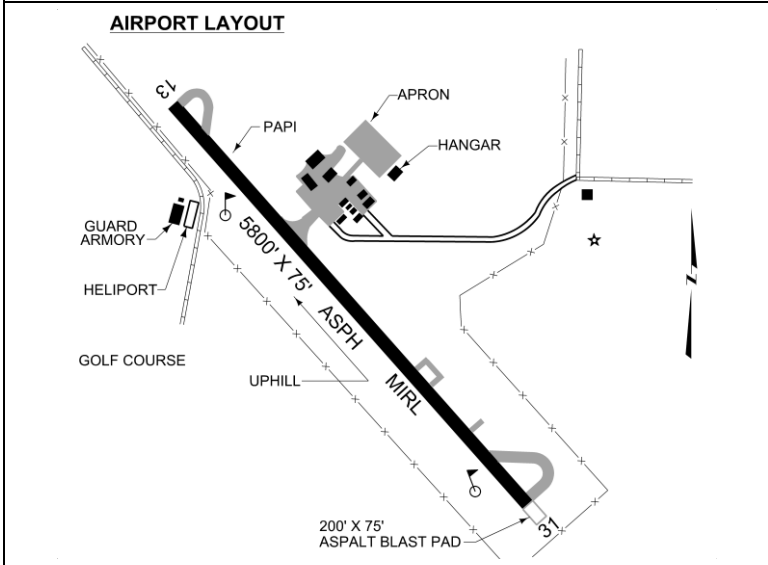 AIRPORT LAYOUT
13
APRON
PAPI
HANGAR
GUARD
ARMORY
5800' X 75' ASPH MIRL
HELIPORT
N
GOLF COURSE
UPHILL
200' X 75'
ASPALT BLAST PAD
31